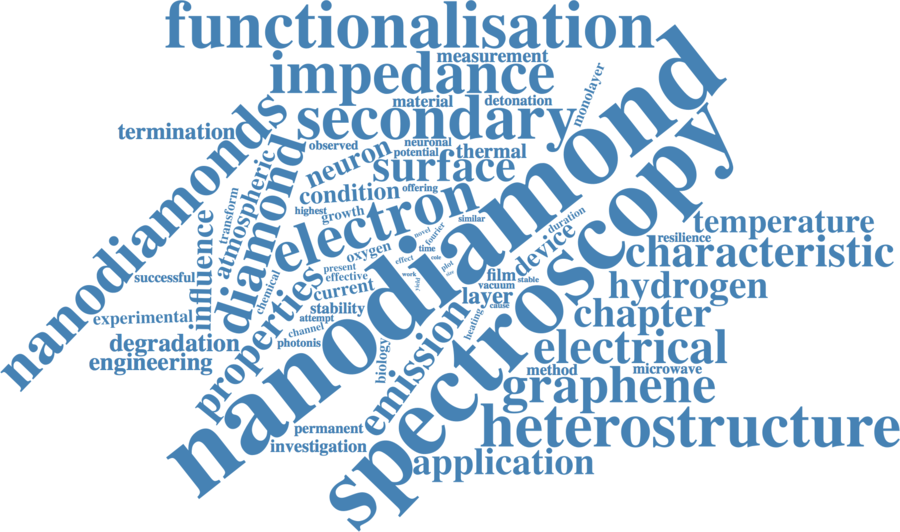 functionalisation
measurement
impedance
material
detonation
monolayer
secondary
termination
observed
neuronal
potential
thermal
neuron
surface
condition
offering
nanodiamonds
diamond
atmospheric
transform
influence
highest
growth
similar
electron
nanodiamond
spectroscopy
novel
fourier
time
role
effect
oxygen
present
effective
work
yield
plot
duration
device
resilience
temperature
characteristic
successful
chemical
properties
current
stability
attempt
channel
photonis
film
vacuum
stable
layer
cause
hydrogen
experimental
degradation
engineering
biology
emission
heating
chapter
electrical
method
microwave
graphene
permanent
investigation
heterostructure
application